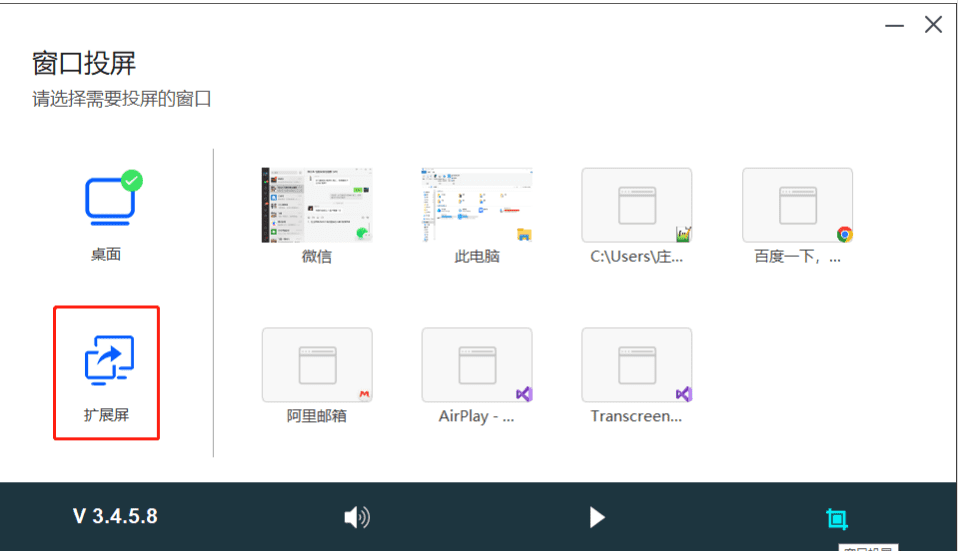 窗口投屏
请选择需要投屏的窗口
桌面
微信
此电脑
C:\Users\庄...
百度一下，...
扩展屏
阿里邮箱
AirPlay - ...
Transcreen...
V 3.4.5.8